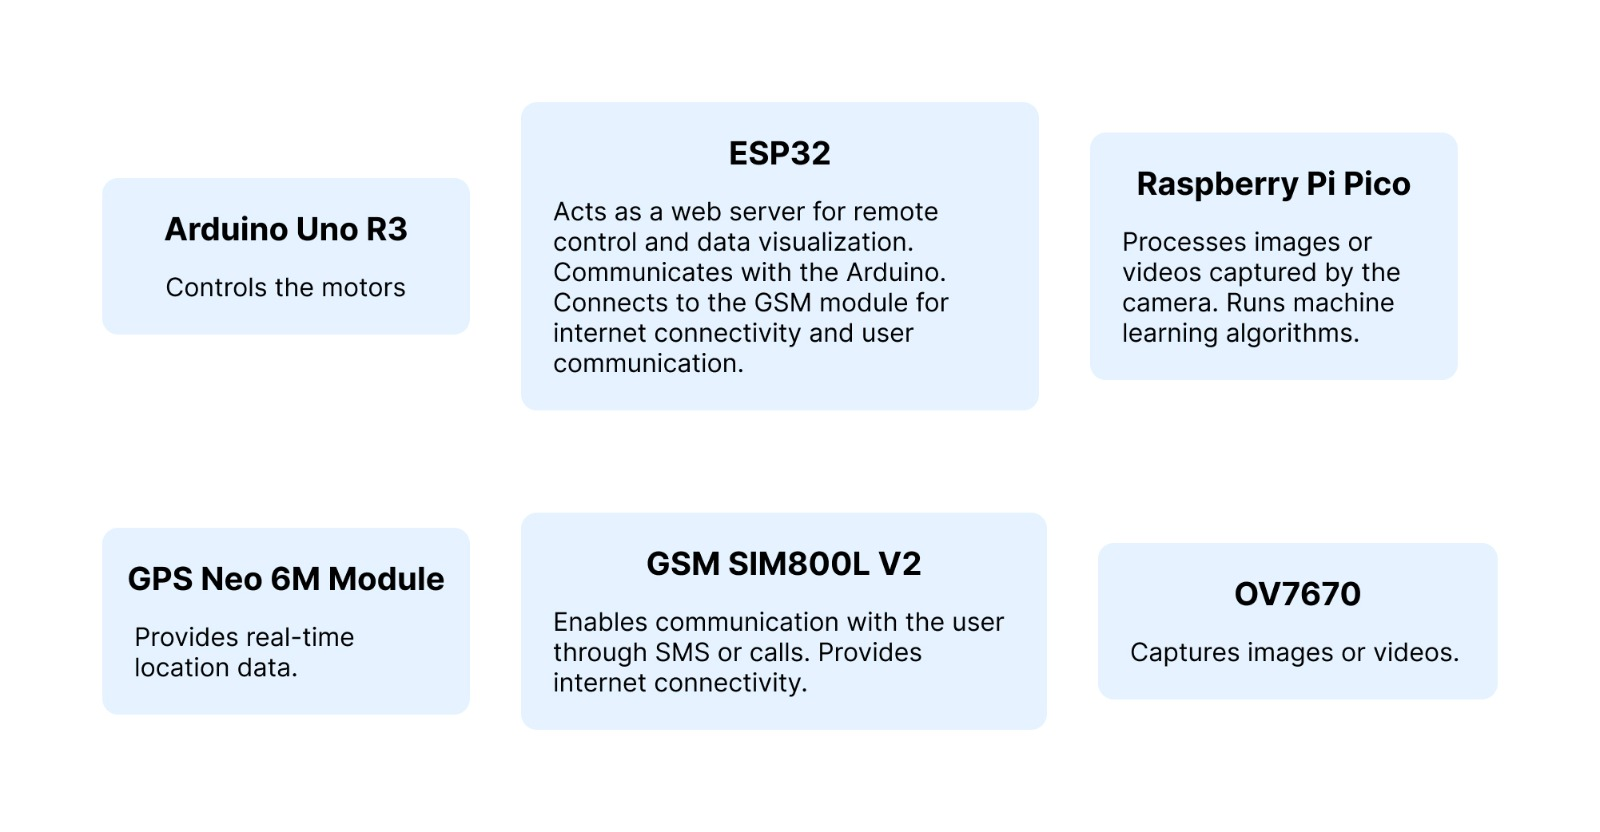 Arduino Uno R3
Controls the motors
ESP32
Acts as a web server for remote
control and data visualization.
Communicates with the Arduino.
Connects to the GSM module for
internet connectivity and user
communication.
Raspberry Pi Pico
Processes images or
videos captured by the
camera. Runs machine
learning algorithms.
GPS Neo 6M Module
Provides real-time
location data.
GSM SIM800L V2
Enables communication with the user
through SMS or calls. Provides
internet connectivity.
OV7670
Captures images or videos.